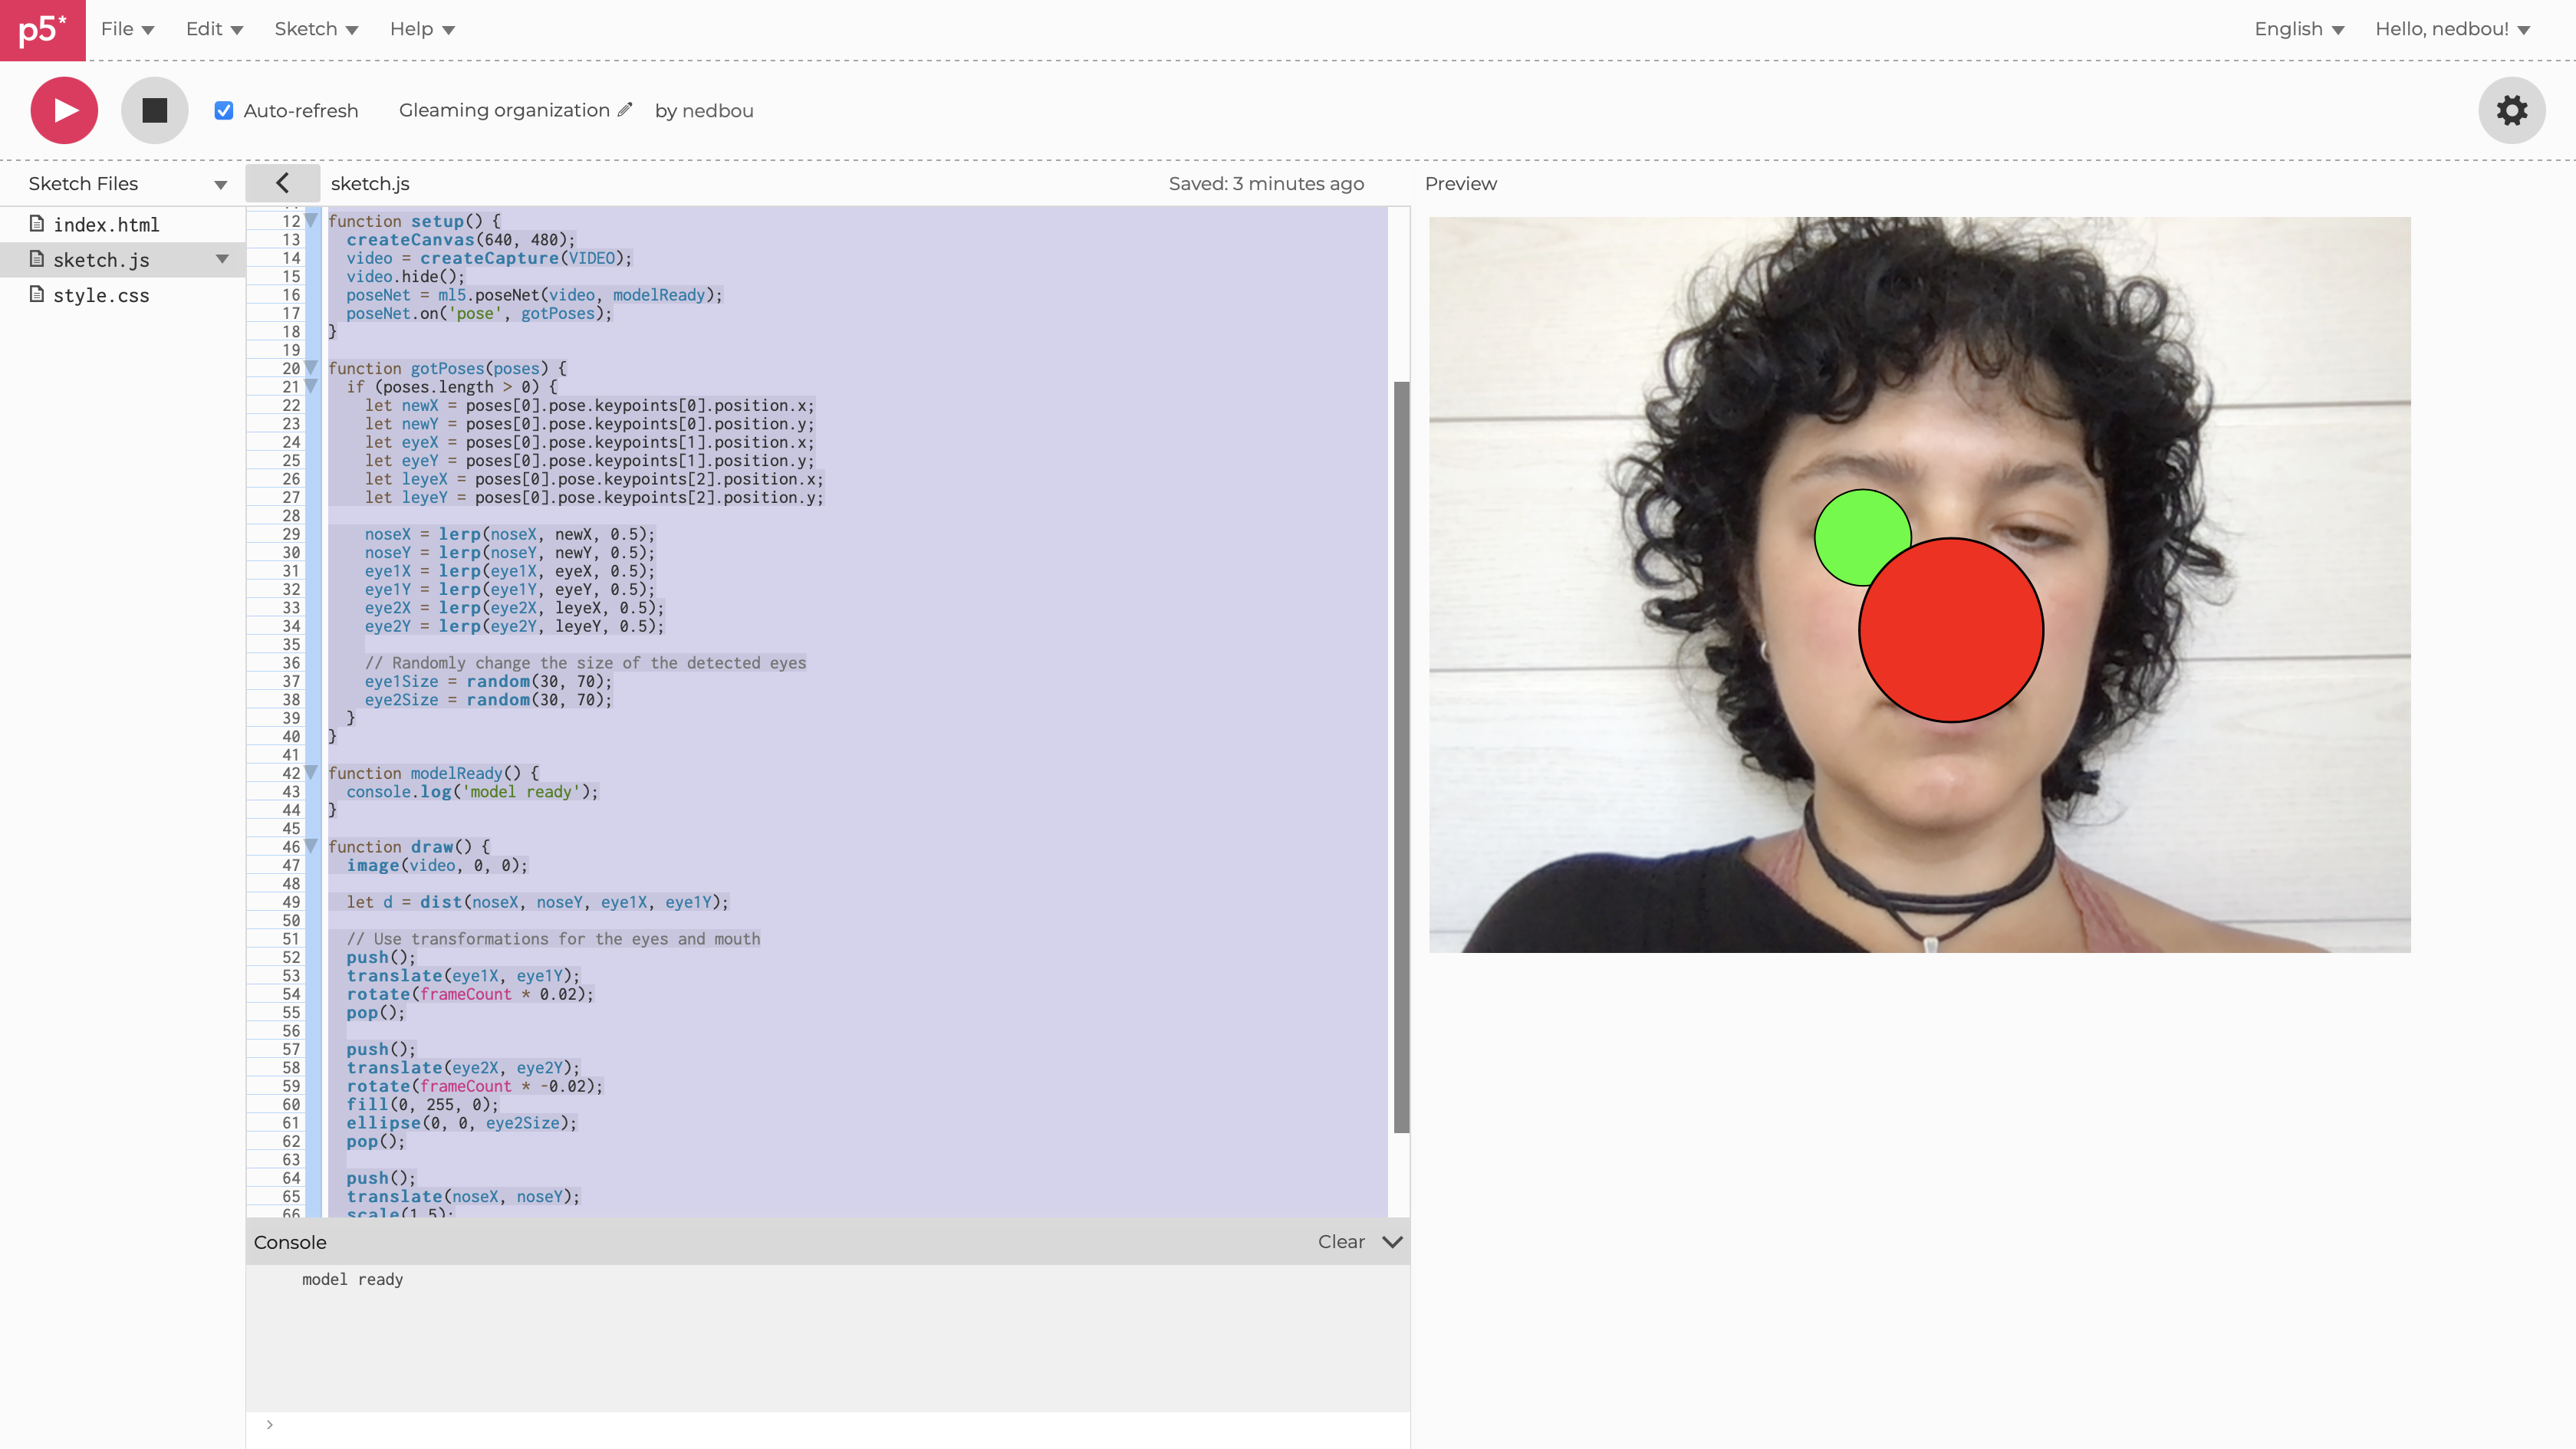 p5* File Edit Sketch Help English Hello, nedbou!
Auto-refresh Gleaming organization by nedbou
Sketch Files sketch.js Saved: 3 minutes ago Preview
index.html
sketch.js
style.css
12 function setup() {
13 createCanvas(640, 480);
14 video = createCapture(VIDEO);
15 video.hide();
16 poseNet = ml5.poseNet(video, modelReady);
17 poseNet.on('pose', gotPoses);
18 }
19
20 function gotPoses(poses) {
21 if (poses.length > 0) {
22 let newX = poses[0].pose.keypoints[0].position.x;
23 let newY = poses[0].pose.keypoints[0].position.y;
24 let eyeX = poses[0].pose.keypoints[1].position.x;
25 let eyeY = poses[0].pose.keypoints[1].position.y;
26 let leyeX = poses[0].pose.keypoints[2].position.x;
27 let leyeY = poses[0].pose.keypoints[2].position.y;
28
29 noseX = lerp(noseX, newX, 0.5);
30 noseY = lerp(noseY, newY, 0.5);
31 eye1X = lerp(eye1X, eyeX, 0.5);
32 eye1Y = lerp(eye1Y, eyeY, 0.5);
33 eye2X = lerp(eye2X, leyeX, 0.5);
34 eye2Y = lerp(eye2Y, leyeY, 0.5);
35
36 // Randomly change the size of the detected eyes
37 eye1Size = random(30, 70);
38 eye2Size = random(30, 70);
39 }
40 }
41
42 function modelReady() {
43 console.log('model ready');
44 }
45
46 function draw() {
47 image(video, 0, 0);
48
49 let d = dist(noseX, noseY, eye1X, eye1Y);
50
51 // Use transformations for the eyes and mouth
52 push();
53 translate(eye1X, eye1Y);
54 rotate(frameCount * 0.02);
55 pop();
56
57 push();
58 translate(eye2X, eye2Y);
59 rotate(frameCount * -0.02);
60 fill(0, 255, 0);
61 ellipse(0, 0, eye2Size);
62 pop();
63
64 push();
65 translate(noseX, noseY);
66 scale(1.5);
Console Clear
model ready
>